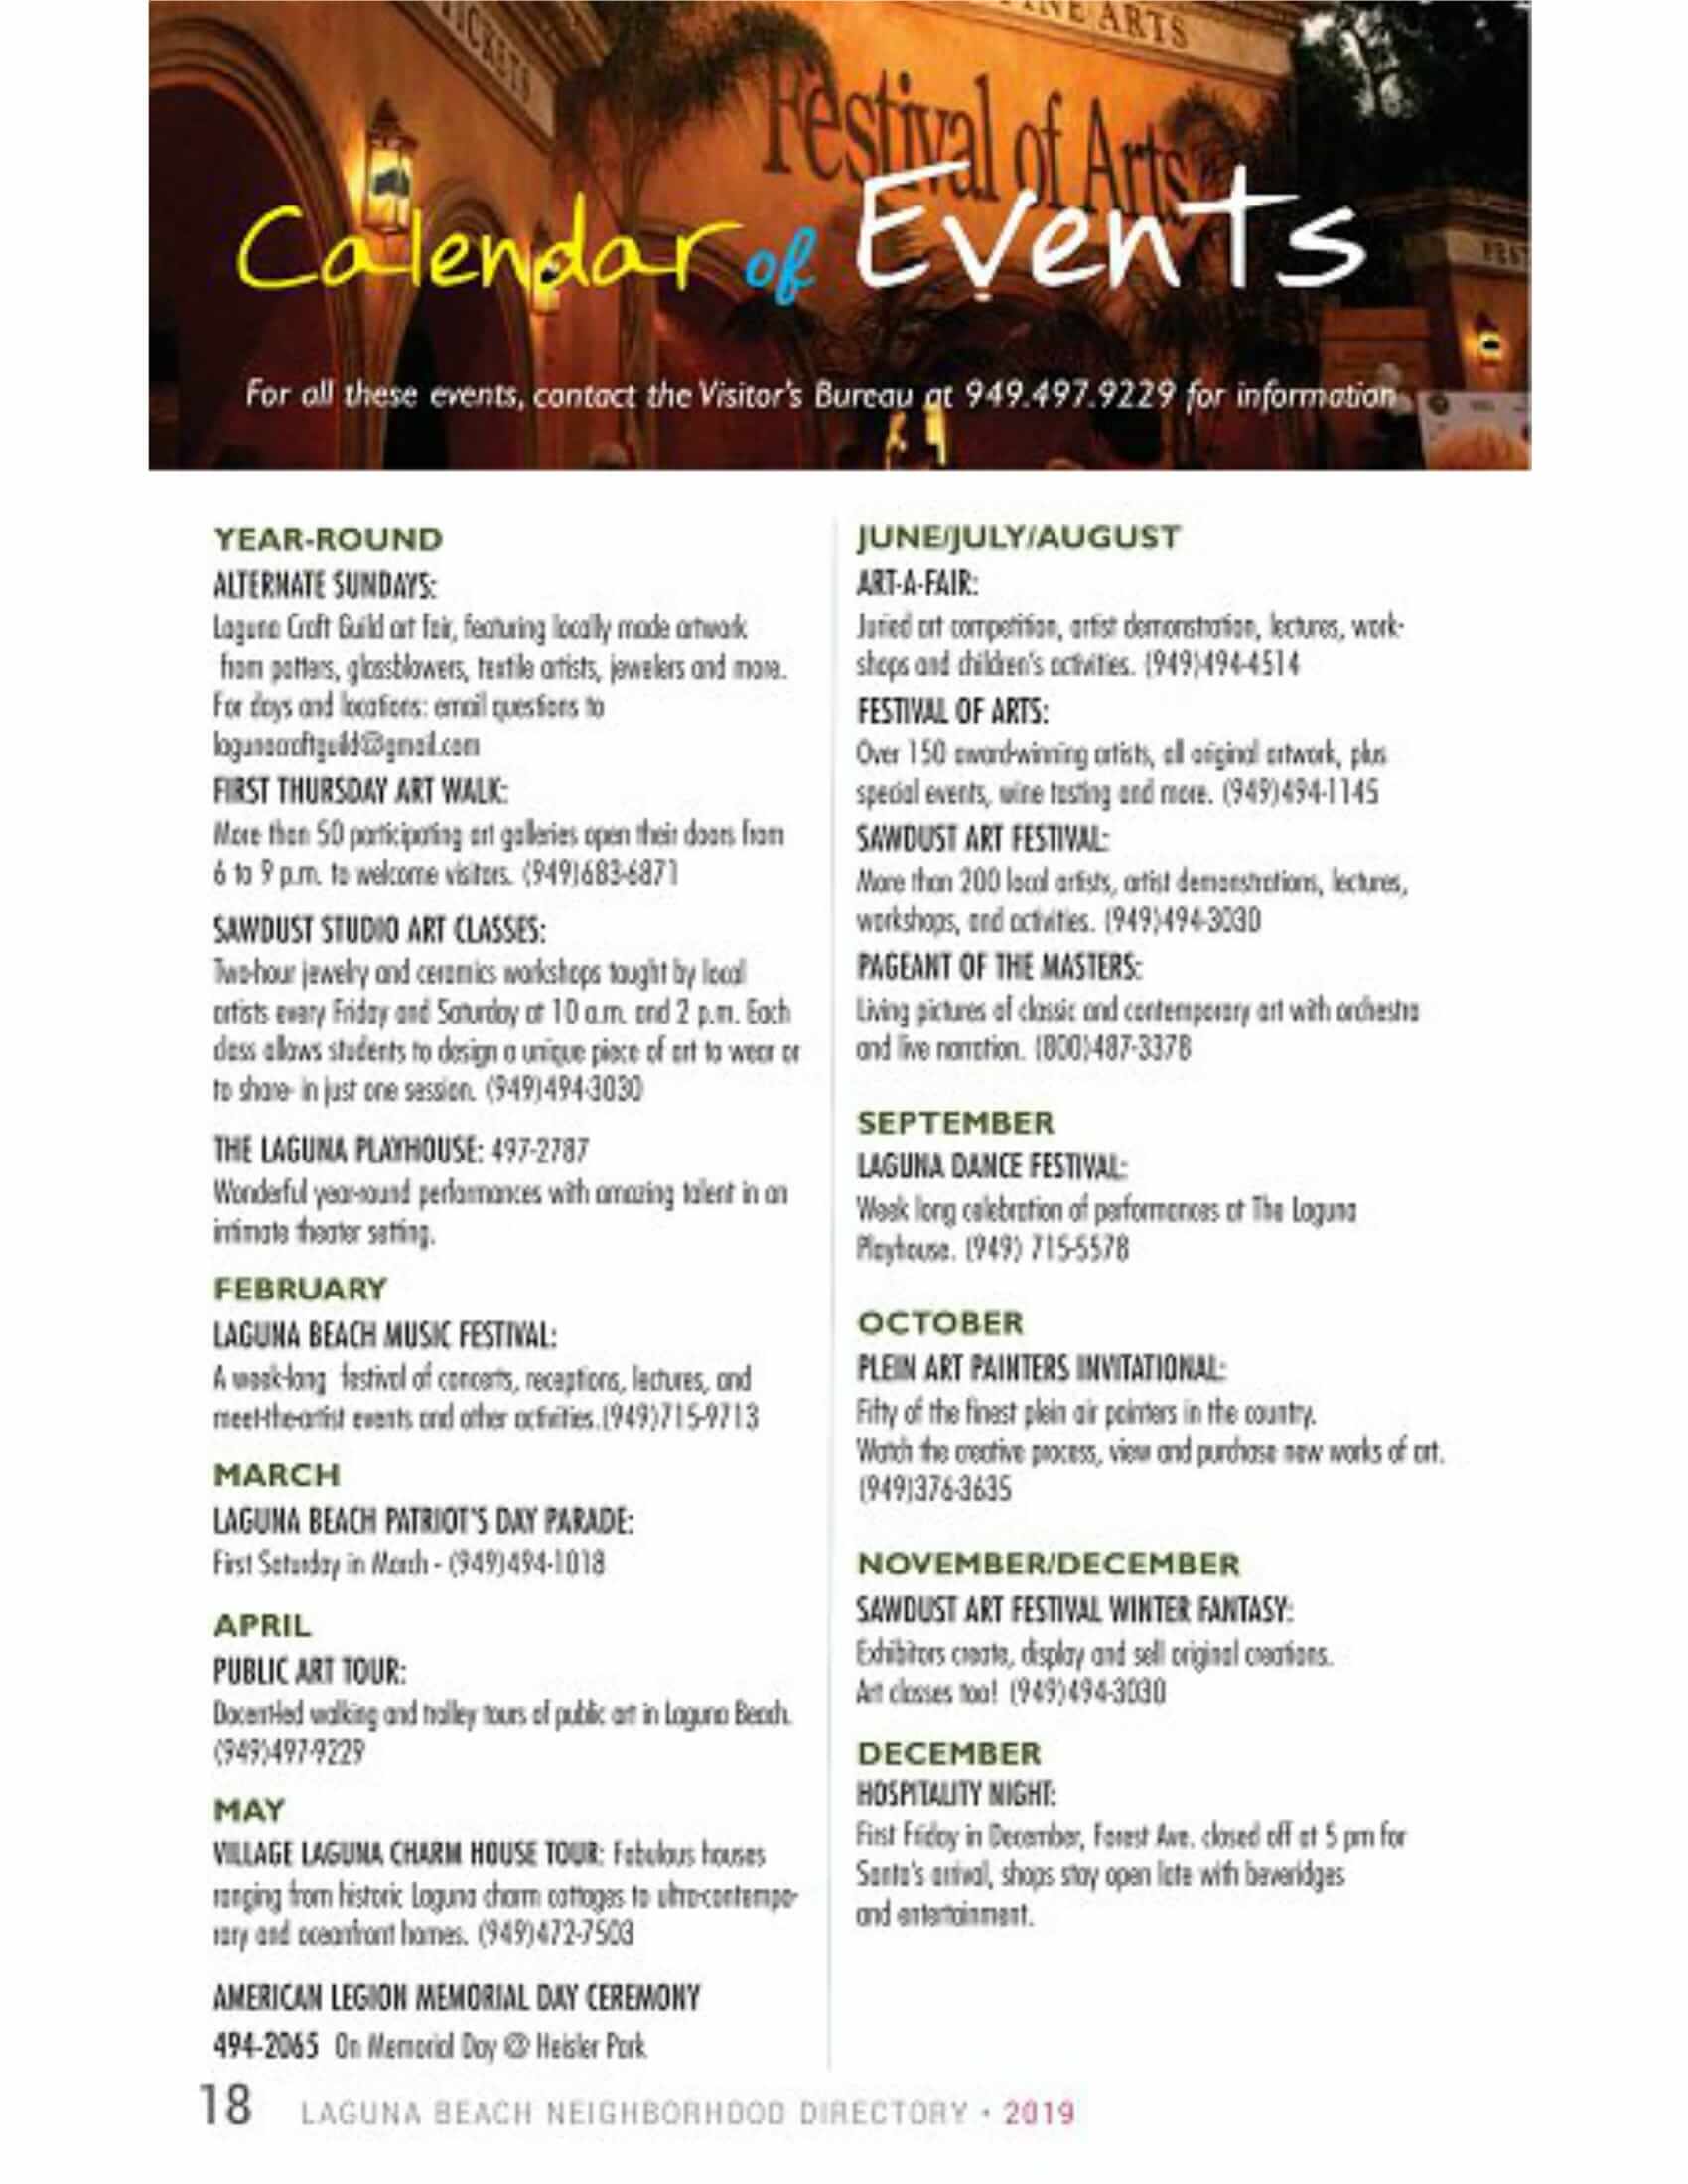 TICKETS
FINE ARTS
Festival of Arts
Calendar of Events
FEST
For all these events, contact the Visitor's Bureau at 949.497.9229 for information
YEAR-ROUND
ALTERNATE SUNDAYS:
Laguna Craft Guild art fair, featuring locally made artwork
from potters, glassblowers, textile artists, jewelers and more.
For days and locations: email questions to
lagunacraftguild@gmail.com
FIRST THURSDAY ART WALK:
More than 50 participating art galleries open their doors from
6 to 9 p.m. to welcome visitors. (949)683-6871
SAWDUST STUDIO ART CLASSES:
Two-hour jewelry and ceramics workshops taught by local
artists every Friday and Saturday at 10 a.m. and 2 p.m. Each
class allows students to design a unique piece of art to wear or
to share- in just one session. (949)494-3030
THE LAGUNA PLAYHOUSE: 497-2787
Wonderful year-round performances with amazing talent in an
intimate theater setting.
FEBRUARY
LAGUNA BEACH MUSIC FESTIVAL:
A week-long festival of concerts, receptions, lectures, and
meet-the-artist events and other activities.(949)715-9713
MARCH
LAGUNA BEACH PATRIOT'S DAY PARADE:
First Saturday in March - (949)494-1018
APRIL
PUBLIC ART TOUR:
Docent-led walking and trolley tours of public art in Laguna Beach.
(949)497-9229
MAY
VILLAGE LAGUNA CHARM HOUSE TOUR: Fabulous houses
ranging from historic Laguna charm cottages to ultra-contempo-
rary and oceanfront homes. (949)472-7503
AMERICAN LEGION MEMORIAL DAY CEREMONY
494-2065 On Memorial Day @ Heisler Park
JUNE/JULY/AUGUST
ART-A-FAIR:
Juried art competition, artist demonstration, lectures, work-
shops and children's activities. (949)494-4514
FESTIVAL OF ARTS:
Over 150 award-winning artists, all original artwork, plus
special events, wine tasting and more. (949)494-1145
SAWDUST ART FESTIVAL:
More than 200 local artists, artist demonstrations, lectures,
workshops, and activities. (949)494-3030
PAGEANT OF THE MASTERS:
Living pictures of classic and contemporary art with orchestra
and live narration. (800)487-3378
SEPTEMBER
LAGUNA DANCE FESTIVAL:
Week long celebration of performances at The Laguna
Playhouse. (949) 715-5578
OCTOBER
PLEIN ART PAINTERS INVITATIONAL:
Fifty of the finest plein air painters in the country.
Watch the creative process, view and purchase new works of art.
(949)376-3635
NOVEMBER/DECEMBER
SAWDUST ART FESTIVAL WINTER FANTASY:
Exhibitors create, display and sell original creations.
Art classes too! (949)494-3030
DECEMBER
HOSPITALITY NIGHT:
First Friday in December, Forest Ave. closed off at 5 pm for
Santa's arrival, shops stay open late with beveridges
and entertainment.
18 LAGUNA BEACH NEIGHBORHOOD DIRECTORY • 2019